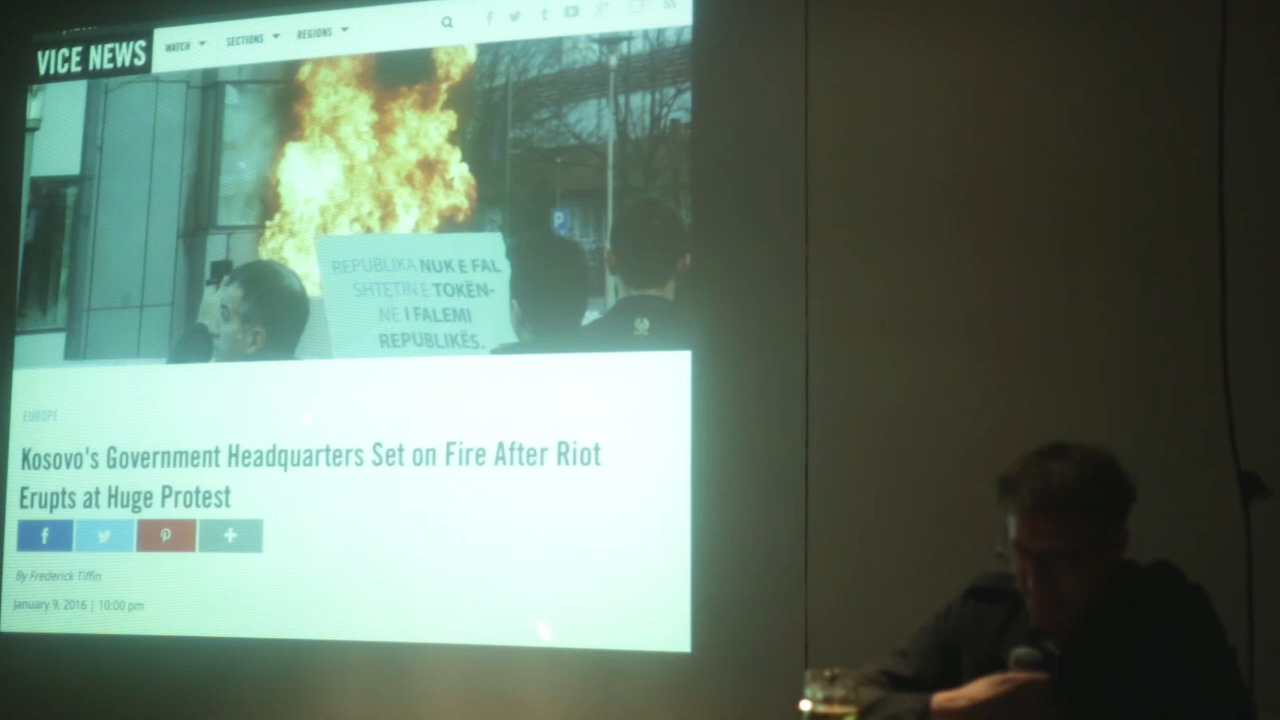 VICE NEWS
WATCH SECTIONS REGIONS
P
REPUBLIKA NUK E FAL
SHTETIN E TOKËN-
NE I FALEMI
REPUBLIKËS.
EUROPE
Kosovo's Government Headquarters Set on Fire After Riot
Erupts at Huge Protest
By Frederick Tiffin
January 9, 2016 | 10:00 pm